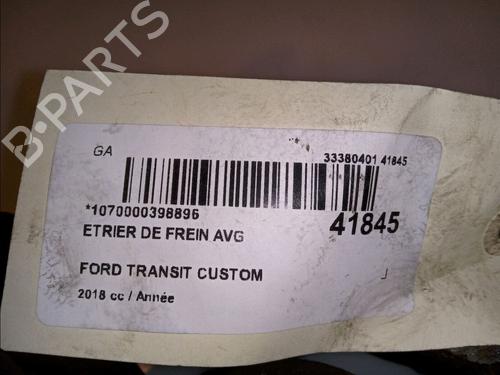 B-PARTS
GA 33380401 41845
*1070000398896 41845
ETRIER DE FREIN AVG
FORD TRANSIT CUSTOM
2018 cc / Année